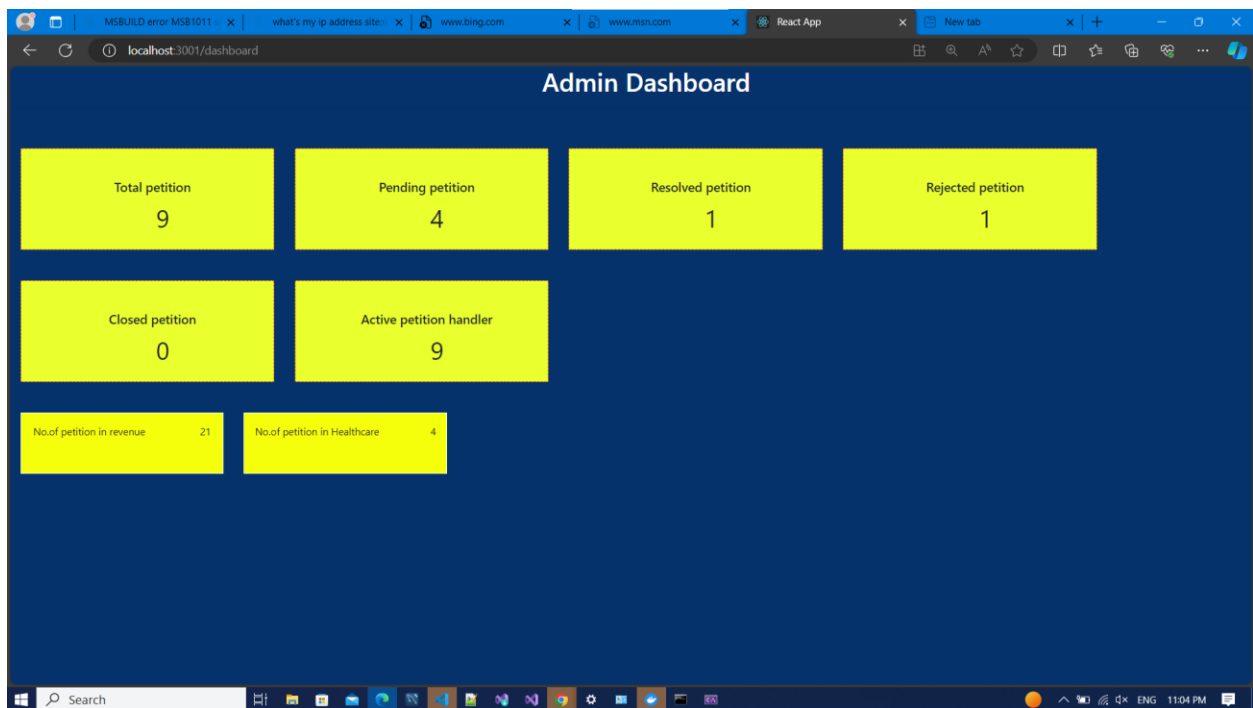 MSBUILD error MSB1011
what's my ip address site:
www.bing.com
www.msn.com
React App
New tab
localhost:3001/dashboard
Admin Dashboard
Total petition
9
Pending petition
4
Resolved petition
1
Rejected petition
1
Closed petition
0
Active petition handler
9
No.of petition in revenue 21
No.of petition in Healthcare 4
Search
ENG 11:04 PM